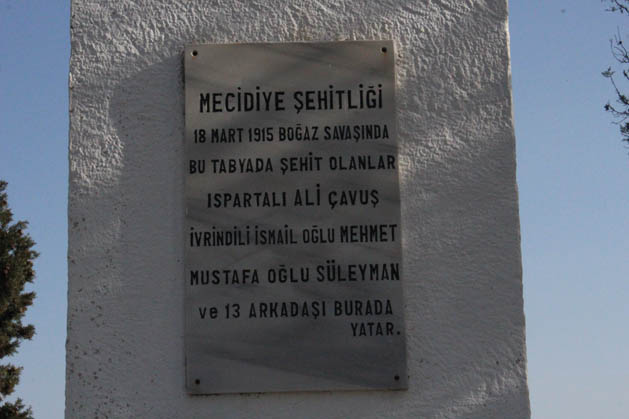 MECİDİYE ŞEHİTLİĞİ
18 MART 1915 BOĞAZ SAVAŞINDA
BU TABYADA ŞEHİT OLANLAR
ISPARTALI ALİ ÇAVUŞ
İVRİNDİLİ İSMAİL OĞLU MEHMET
MUSTAFA OĞLU SÜLEYMAN
ve 13 ARKADAŞI BURADA
YATAR.